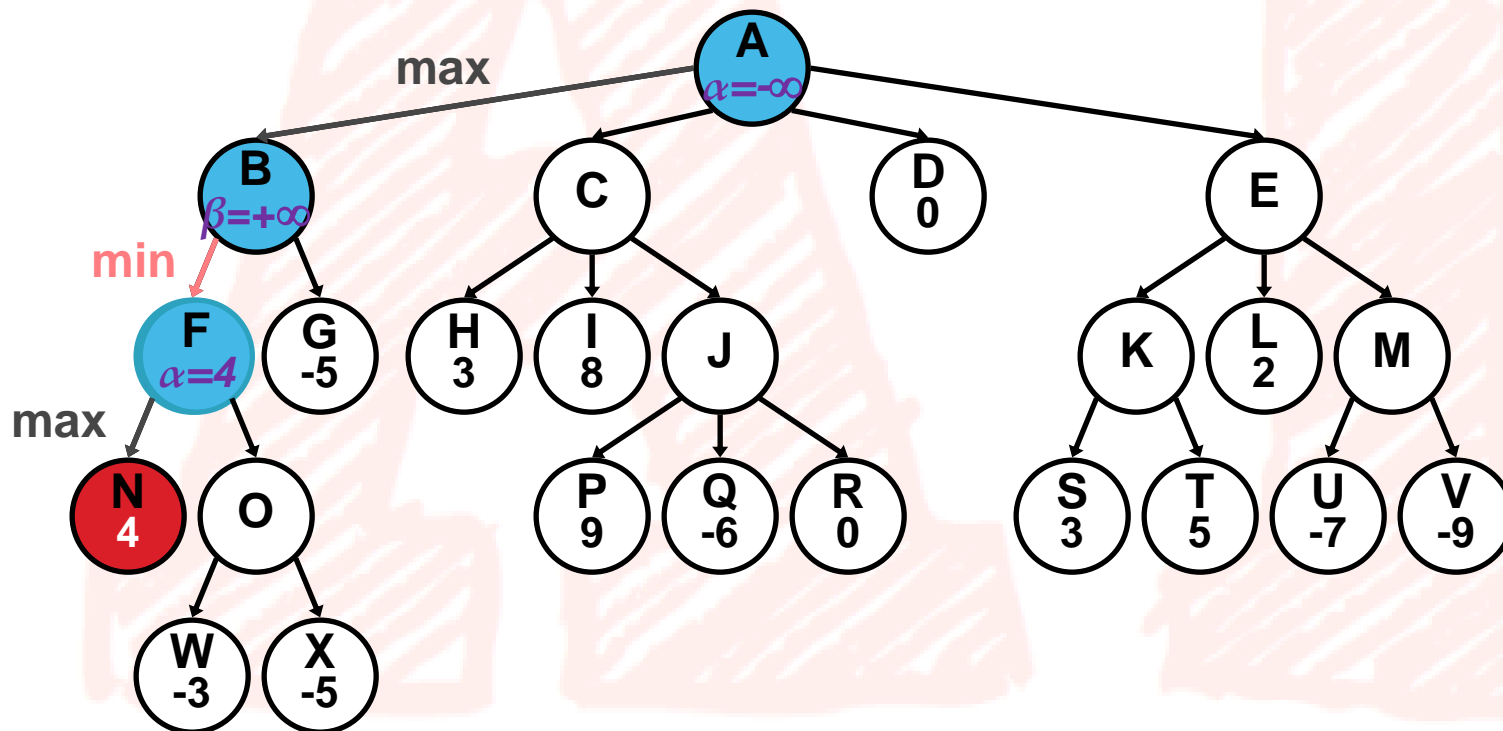 A
α=-∞
max
B
β=+∞
C
D
0
E
min
F
α=4
G
-5
H
3
I
8
J
K
L
2
M
max
N
4
O
P
9
Q
-6
R
0
S
3
T
5
U
-7
V
-9
W
-3
X
-5